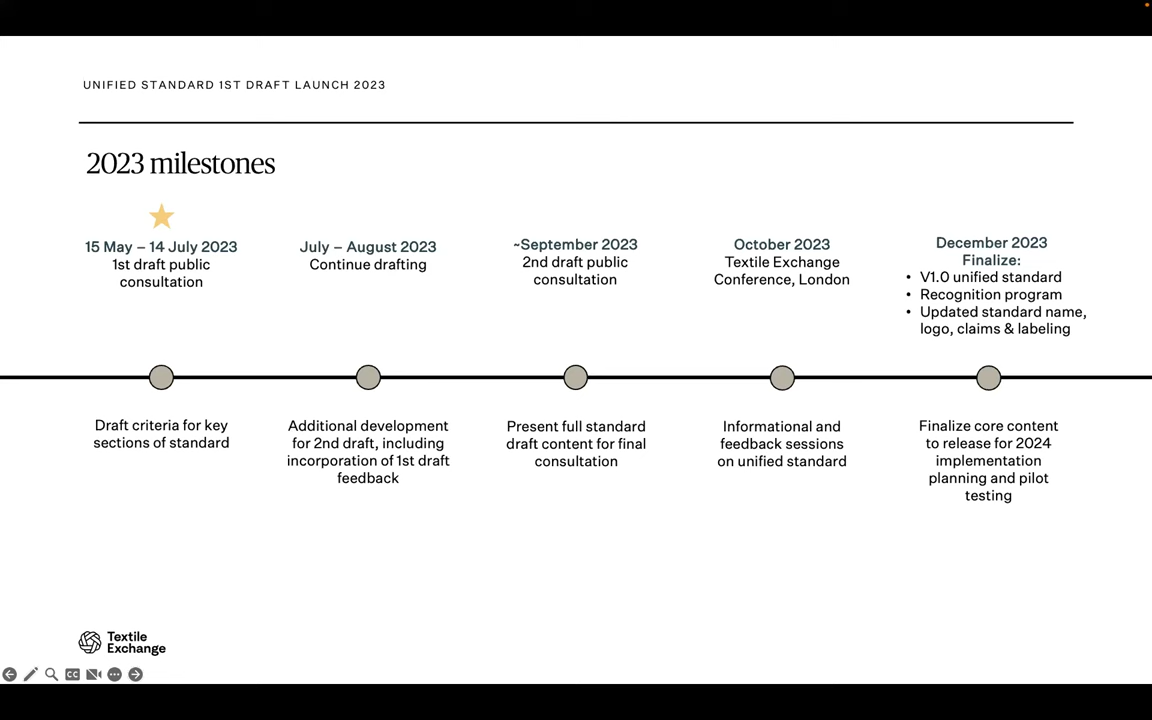 UNIFIED STANDARD 1ST DRAFT LAUNCH 2023
2023 milestones
15 May – 14 July 2023
1st draft public
consultation
July – August 2023
Continue drafting
~September 2023
2nd draft public
consultation
October 2023
Textile Exchange
Conference, London
December 2023
Finalize:
• V1.0 unified standard
• Recognition program
• Updated standard name,
logo, claims & labeling
Draft criteria for key
sections of standard
Additional development
for 2nd draft, including
incorporation of 1st draft
feedback
Present full standard
draft content for final
consultation
Informational and
feedback sessions
on unified standard
Finalize core content
to release for 2024
implementation
planning and pilot
testing
Textile
Exchange
CC